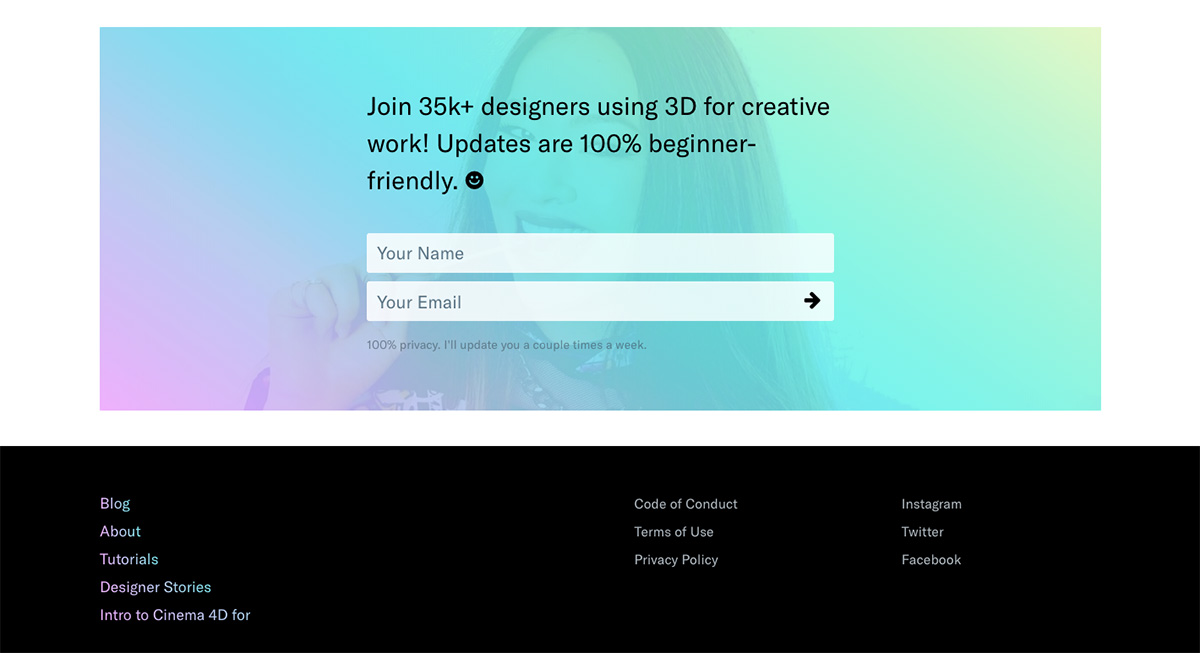 Join 35k+ designers using 3D for creative
work! Updates are 100% beginner-
friendly. ☻
Your Name
Your Email
100% privacy. I'll update you a couple times a week.
Blog
About
Tutorials
Designer Stories
Intro to Cinema 4D for
Code of Conduct
Terms of Use
Privacy Policy
Instagram
Twitter
Facebook